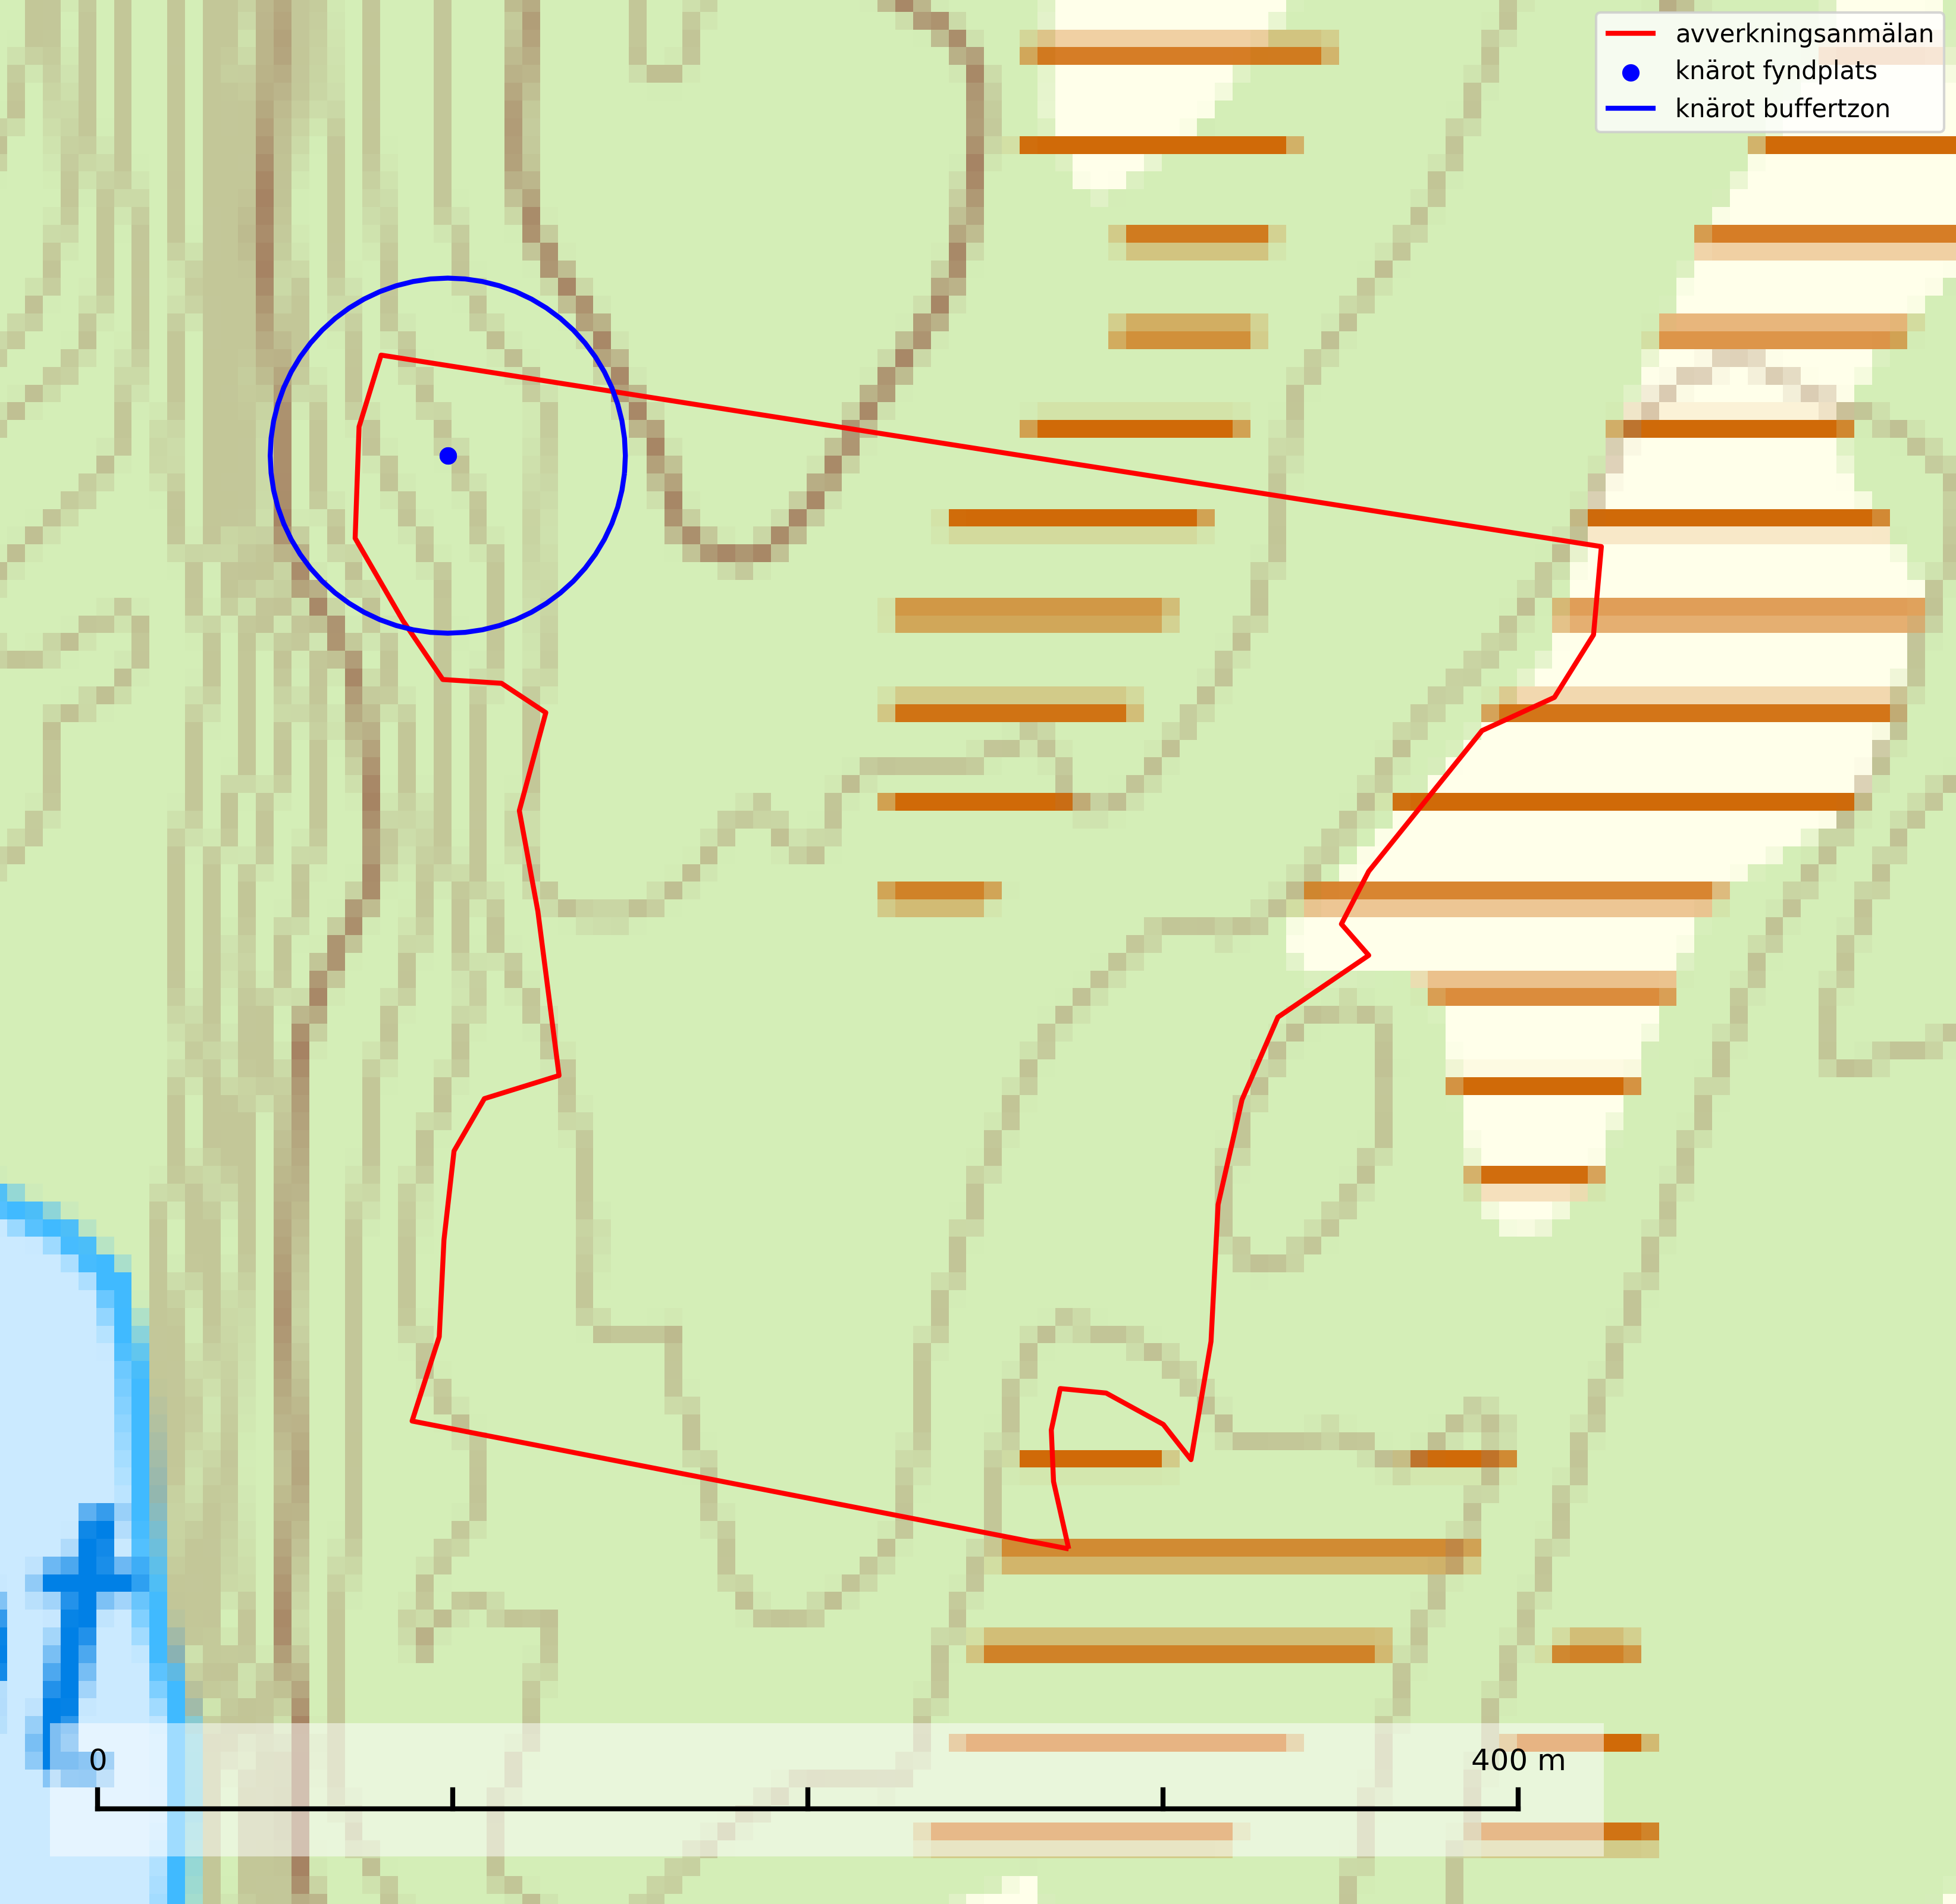 avverkningsanmälan
knärot fyndplats
knärot buffertzon
0
400 m